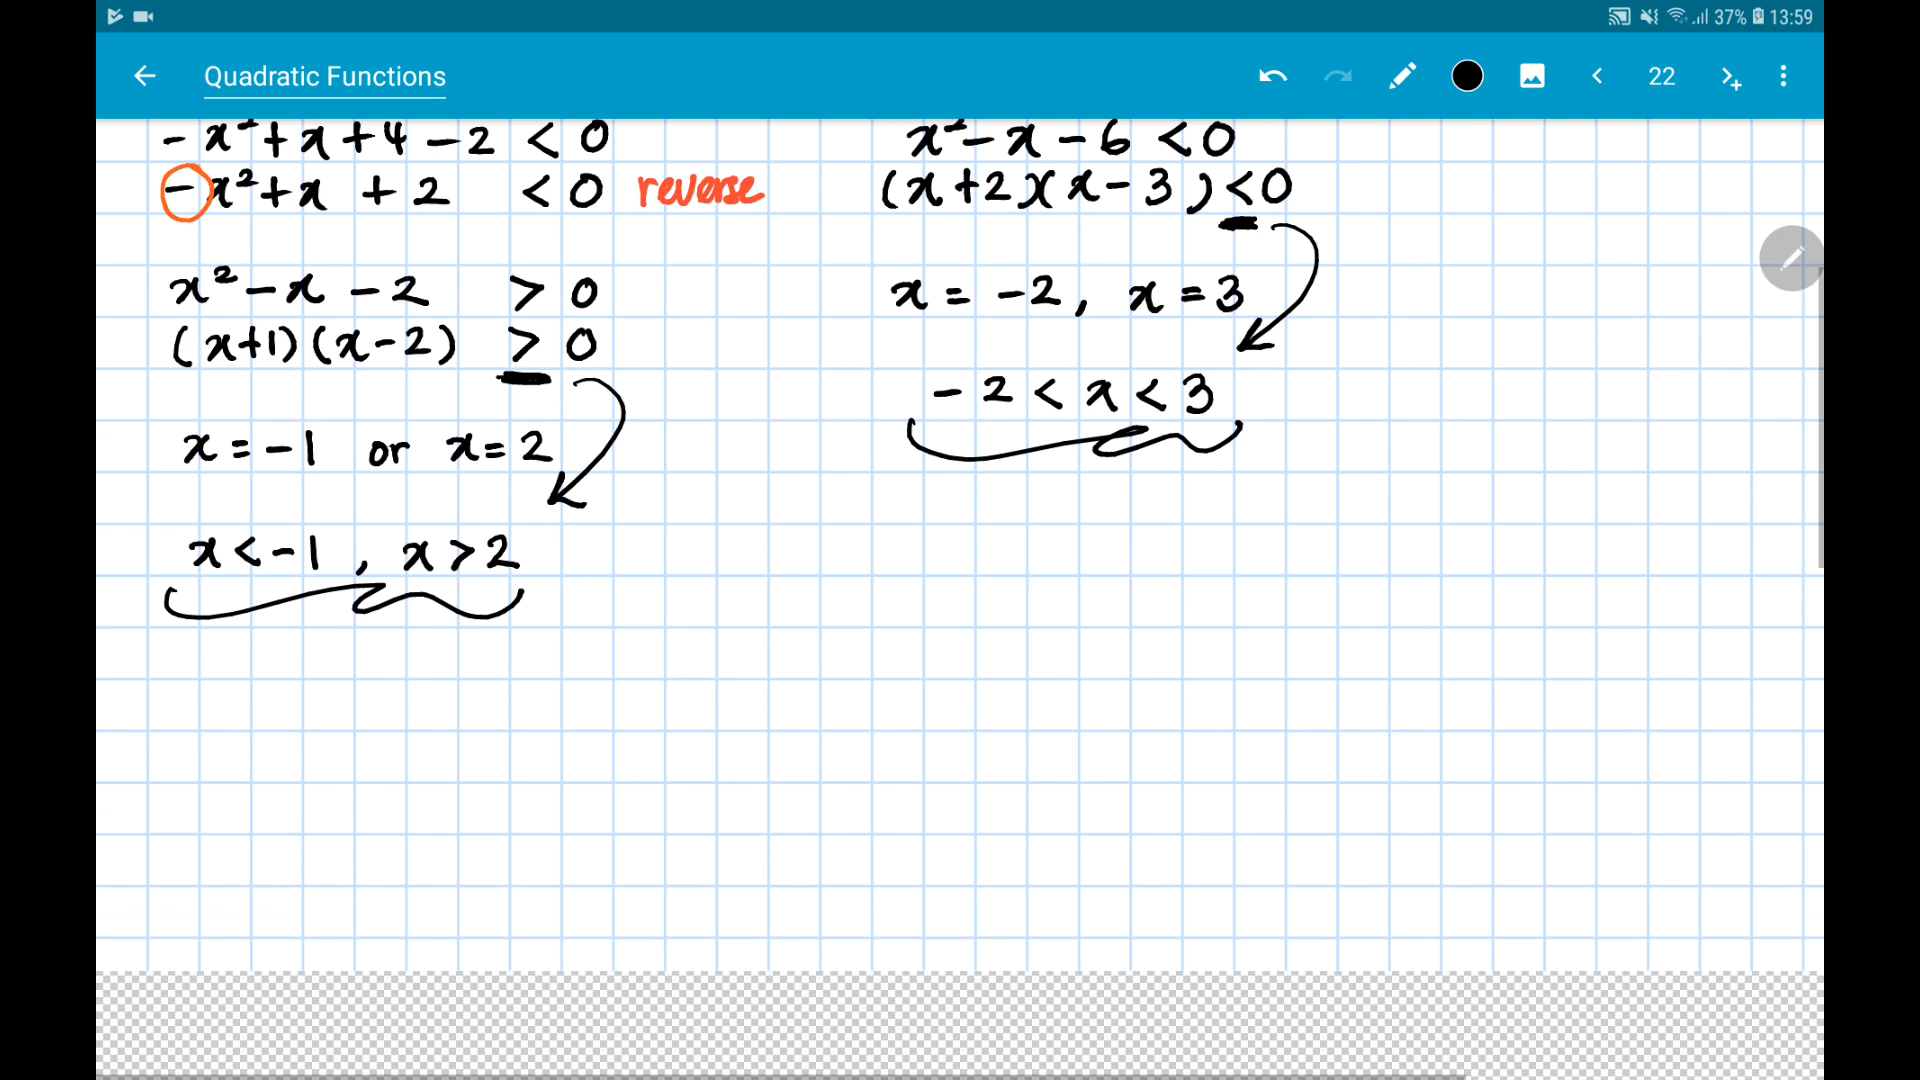 37% 13:59
Quadratic Functions
22
- x² + x + 4 - 2 < 0
- x² + x + 2 < 0 reverse
x² - x - 2 > 0
(x+1)(x-2) > 0
x = -1 or x = 2
x < -1 , x > 2
x² - x - 6 < 0
(x+2)(x-3) < 0
x = -2, x = 3
-2 < x < 3